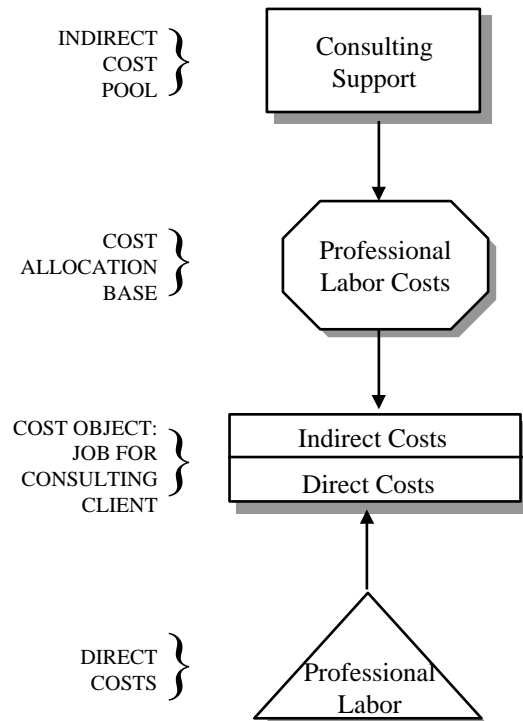 INDIRECT
COST
POOL
Consulting
Support
COST
ALLOCATION
BASE
Professional
Labor Costs
COST OBJECT:
JOB FOR
CONSULTING
CLIENT
Indirect Costs
Direct Costs
DIRECT
COSTS
Professional
Labor